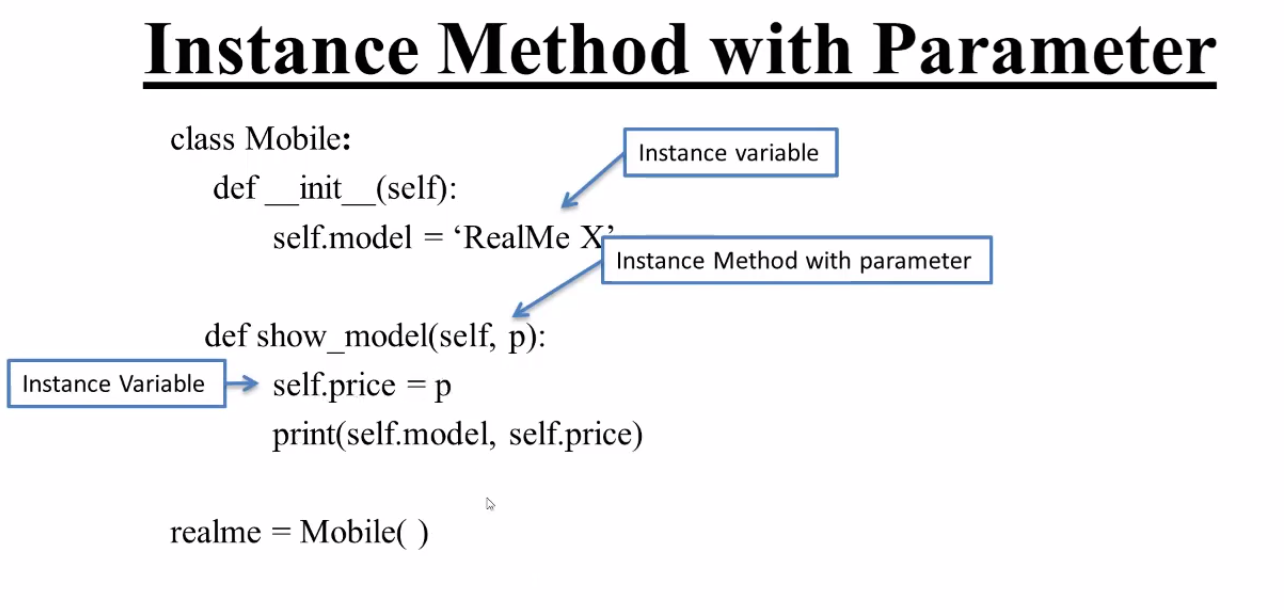 Instance Method with Parameter
class Mobile:
Instance variable
def __init__(self):
self.model = ‘RealMe X’
Instance Method with parameter
def show_model(self, p):
Instance Variable
self.price = p
print(self.model, self.price)
realme = Mobile( )